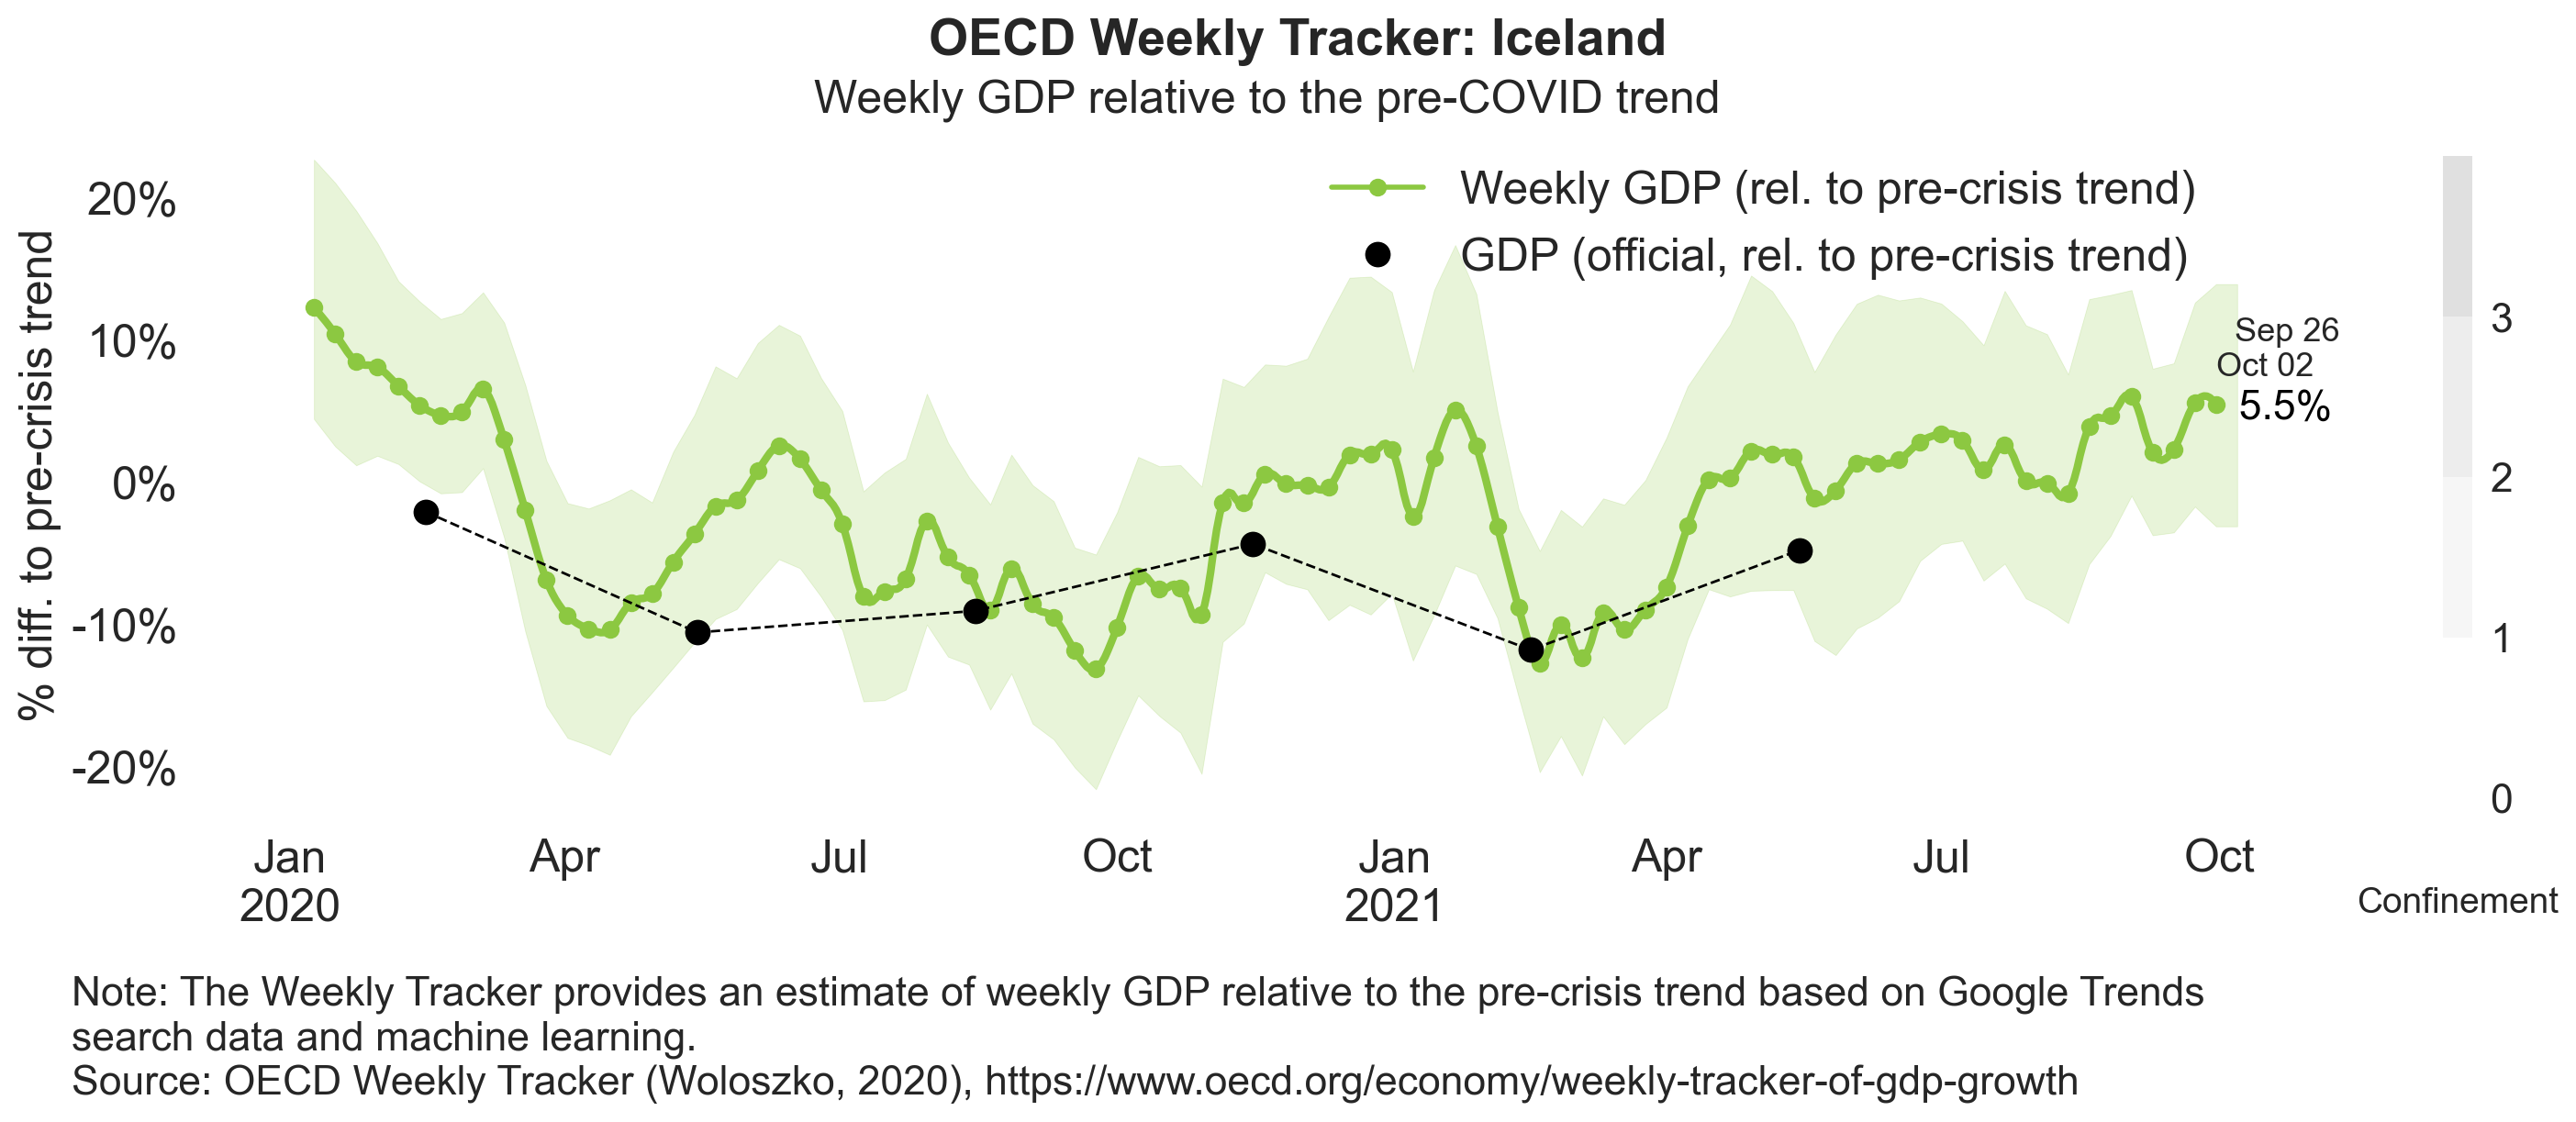 OECD Weekly Tracker: Iceland
Weekly GDP relative to the pre-COVID trend
% diff. to pre-crisis trend
20%
10%
0%
-10%
-20%
Weekly GDP (rel. to pre-crisis trend)
GDP (official, rel. to pre-crisis trend)
Sep 26
Oct 02
5.5%
3
2
1
0
Confinement
Jan
2020
Apr
Jul
Oct
Jan
2021
Apr
Jul
Oct
Note: The Weekly Tracker provides an estimate of weekly GDP relative to the pre-crisis trend based on Google Trends
search data and machine learning.
Source: OECD Weekly Tracker (Woloszko, 2020), https://www.oecd.org/economy/weekly-tracker-of-gdp-growth